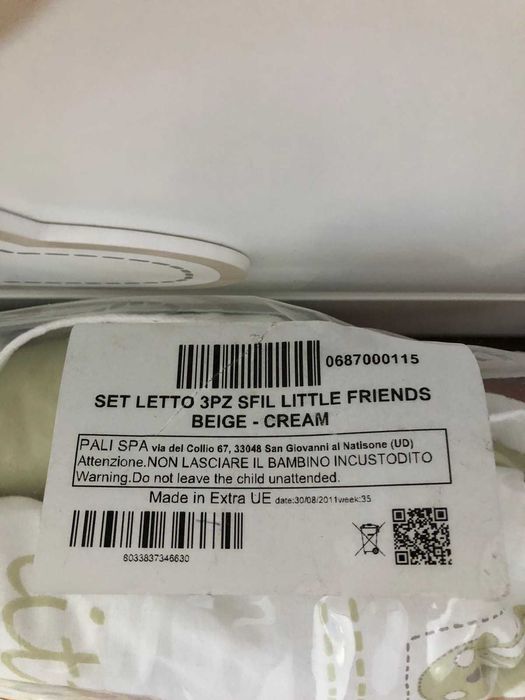 0687000115
SET LETTO 3PZ SFIL LITTLE FRIENDS
BEIGE - CREAM
PALI SPA via del Collio 67, 33048 San Giovanni al Natisone (UD)
Attenzione.NON LASCIARE IL BAMBINO INCUSTODITO
Warning.Do not leave the child unattended.
Made in Extra UE date:30/08/2011week:35
6033837346630
it